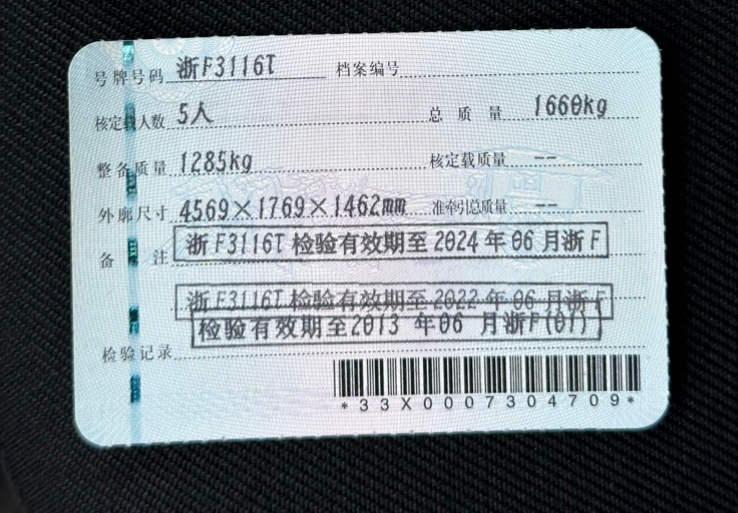 号牌号码 浙F3116T 档案编号
核定载人数 5人 总质量 1660kg
整备质量 1285kg 核定载质量 --
外廓尺寸 4569×1769×1462mm 准牵引总质量 --
备注 浙F3116T检验有效期至2024年06月浙F
浙F3116T检验有效期至2022年06月浙F
检验有效期至2013年06月浙F(01)
检验记录
*33X0007304709*